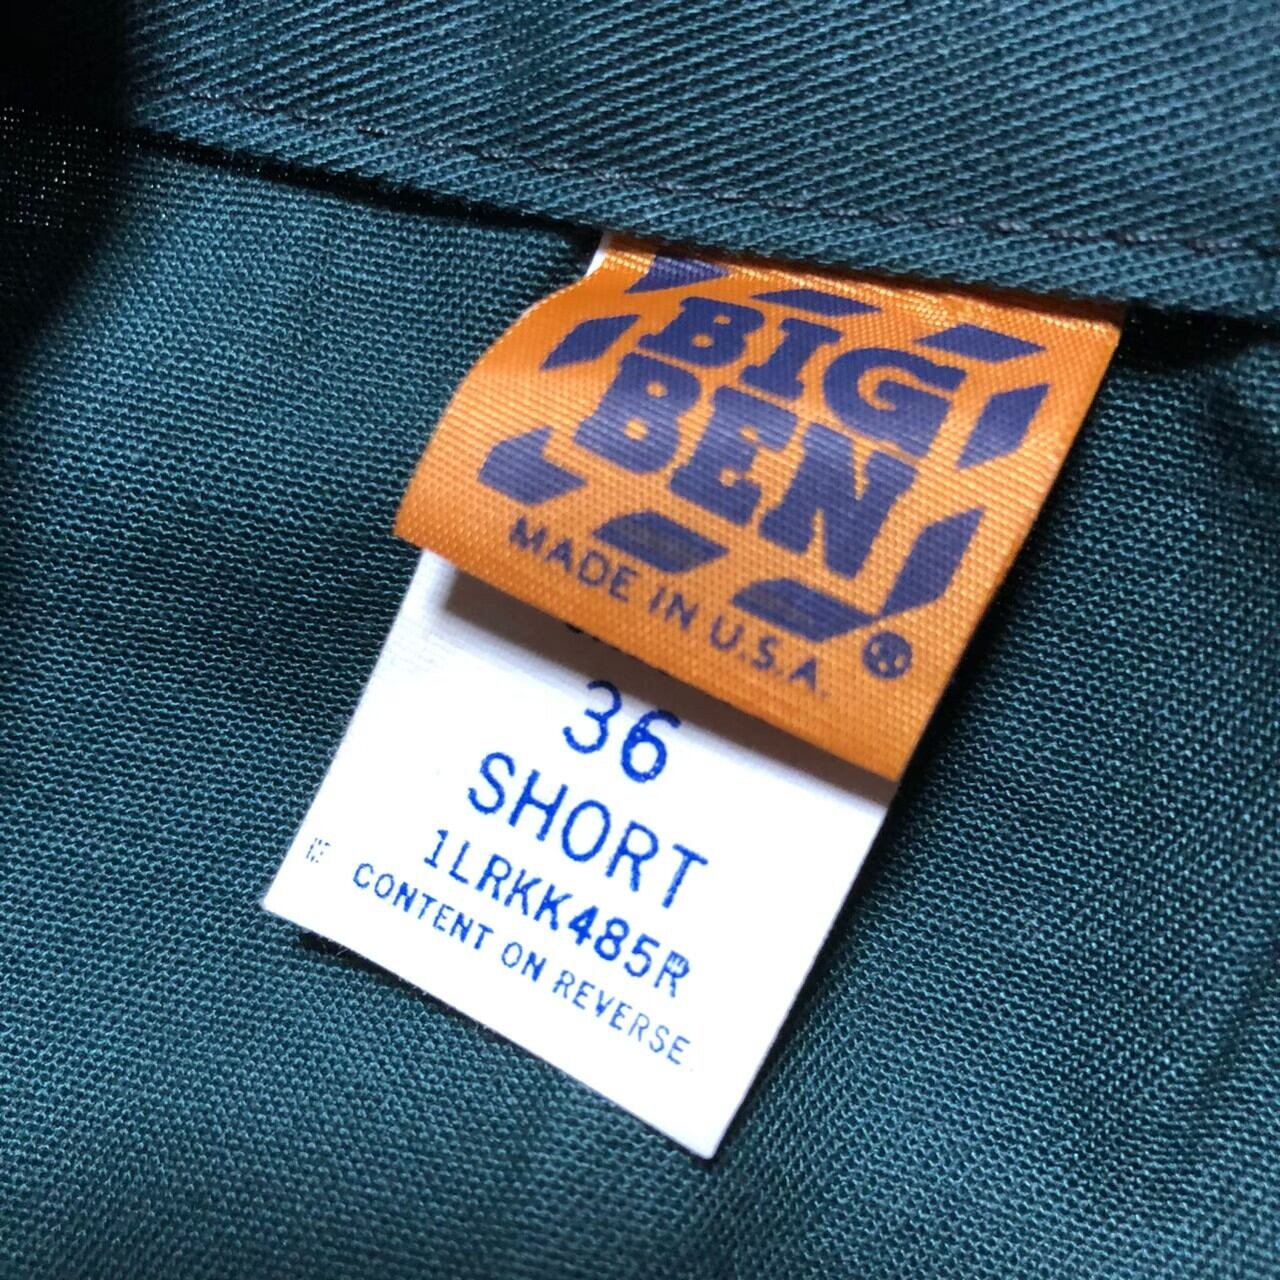 BIG
BEN
MADE IN U.S.A.
36
SHORT
1LRKK485R
CONTENT ON REVERSE